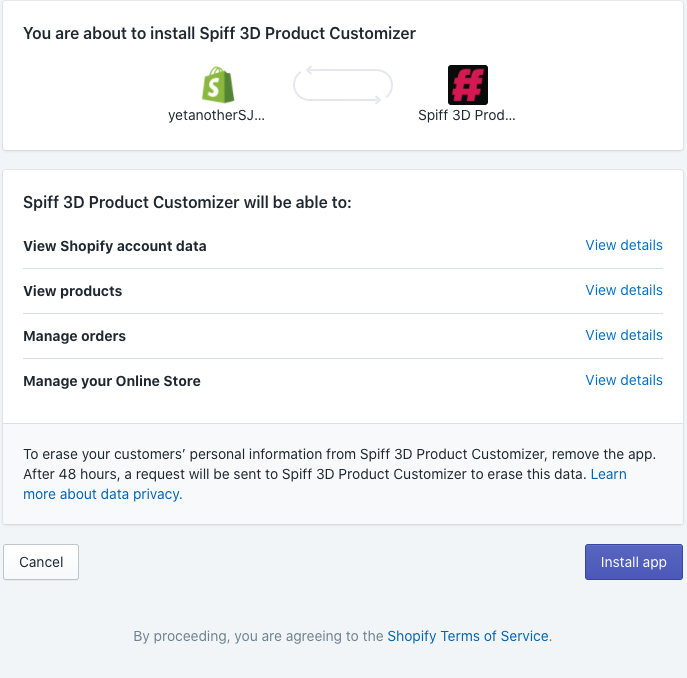 You are about to install Spiff 3D Product Customizer
yetanotherSJ...
Spiff 3D Prod...
Spiff 3D Product Customizer will be able to:
View Shopify account data
View details
View products
View details
Manage orders
View details
Manage your Online Store
View details
To erase your customers’ personal information from Spiff 3D Product Customizer, remove the app.
After 48 hours, a request will be sent to Spiff 3D Product Customizer to erase this data. Learn
more about data privacy.
Cancel
Install app
By proceeding, you are agreeing to the Shopify Terms of Service.